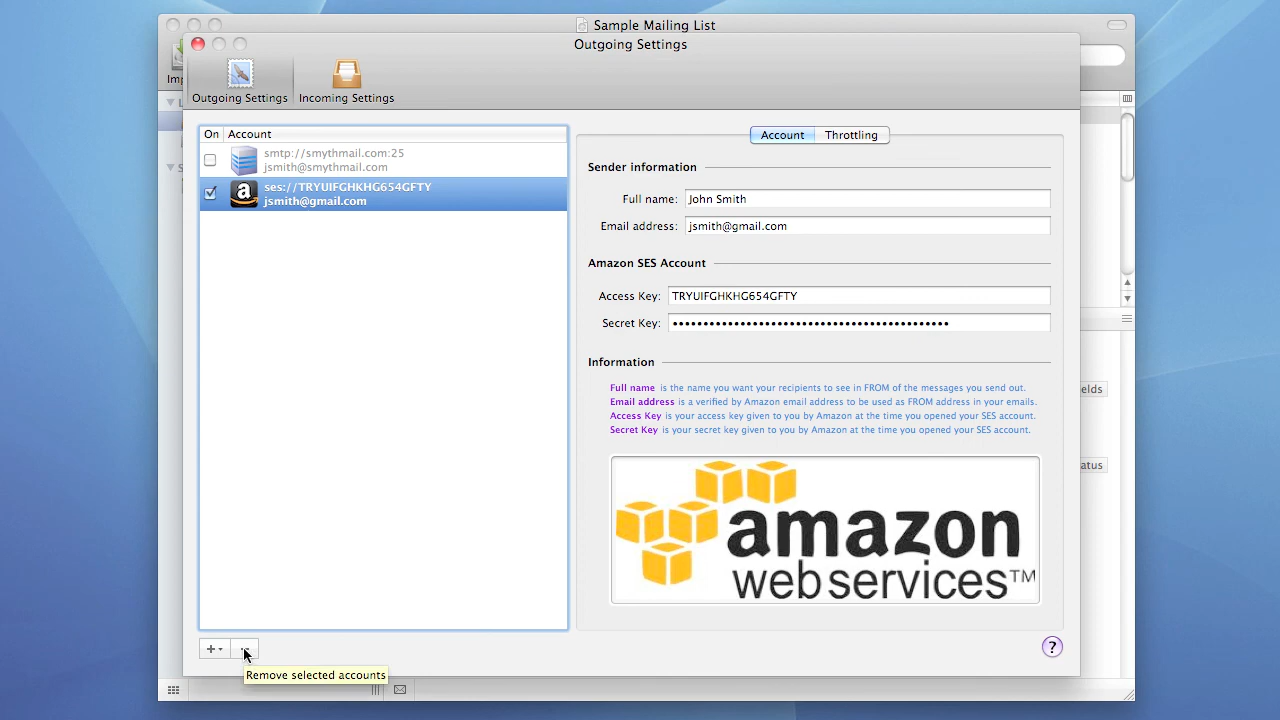 Sample Mailing List
Outgoing Settings
Outgoing Settings
Incoming Settings
On Account
smtp://smythmail.com:25
jsmith@smythmail.com
ses://TRYUIFGHKHG654GFTY
jsmith@gmail.com
Account Throttling
Sender information
Full name: John Smith
Email address: jsmith@gmail.com
Amazon SES Account
Access Key: TRYUIFGHKHG654GFTY
Secret Key: ••••••••••••••••••••••••••••••••••••••••••••••
Information
Full name is the name you want your recipients to see in FROM of the messages you send out.
Email address is a verified by Amazon email address to be used as FROM address in your emails.
Access Key is your access key given to you by Amazon at the time you opened your SES account.
Secret Key is your secret key given to you by Amazon at the time you opened your SES account.
amazon
webservices™
?
Remove selected accounts